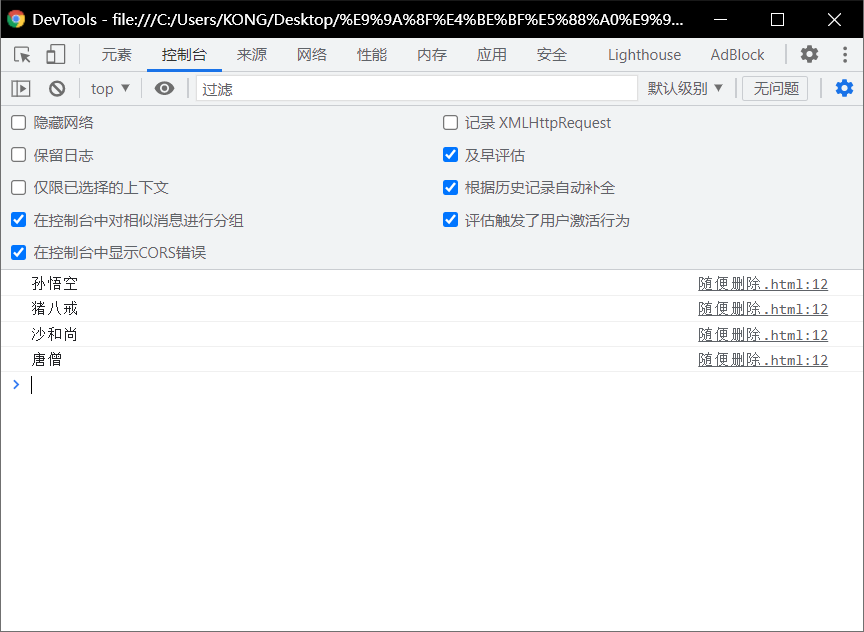 DevTools - file:///C:/Users/KONG/Desktop/%E9%9A%8F%E4%BE%BF%E5%88%A0%E9%9...
元素 控制台 来源 网络 性能 内存 应用 安全 Lighthouse AdBlock
top 过滤 默认级别 无问题
隐藏网络 记录 XMLHttpRequest
保留日志 及早评估
仅限已选择的上下文 根据历史记录自动补全
在控制台中对相似消息进行分组 评估触发了用户激活行为
在控制台中显示CORS错误
孙悟空 随便删除.html:12
猪八戒 随便删除.html:12
沙和尚 随便删除.html:12
唐僧 随便删除.html:12